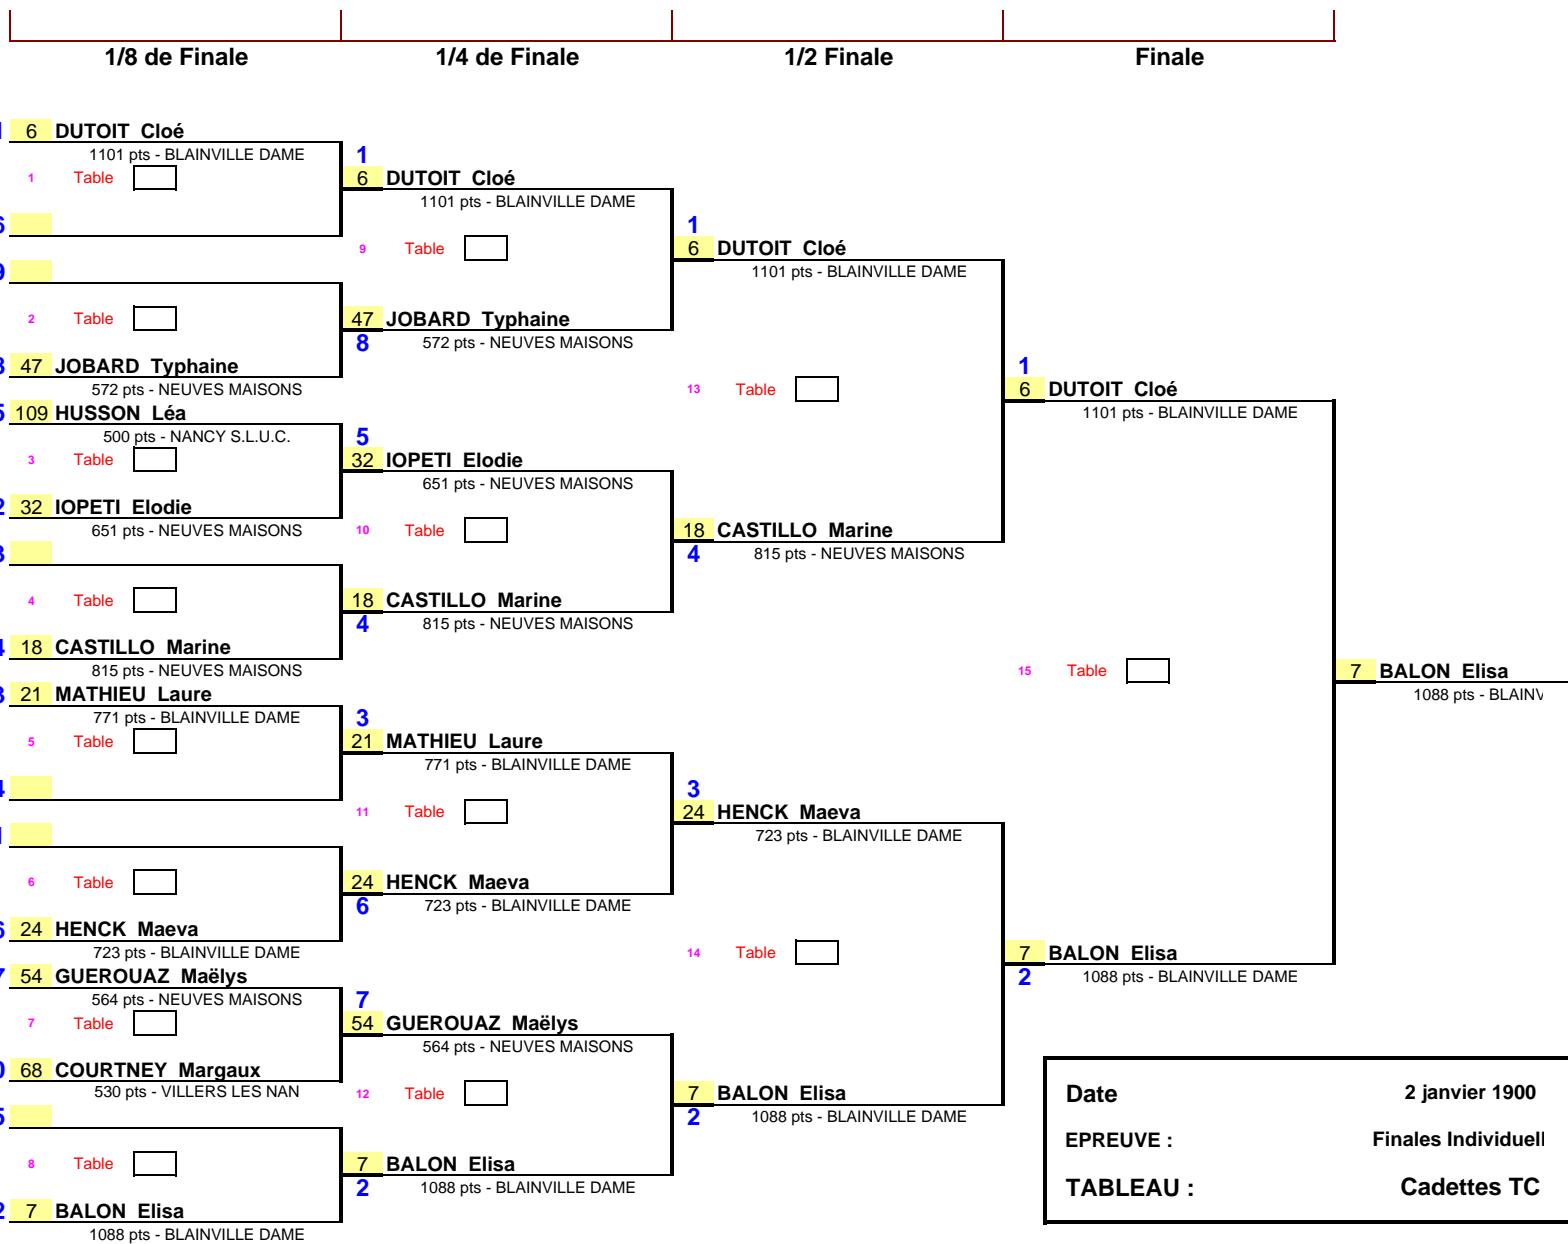 1/8 de Finale 1/4 de Finale 1/2 Finale Finale
6 DUTOIT Cloé
1101 pts - BLAINVILLE DAME
1 Table
6
9
2 Table
47 JOBARD Typhaine
572 pts - NEUVES MAISONS
5 109 HUSSON Léa
500 pts - NANCY S.L.U.C.
3 Table
2 32 IOPETI Elodie
651 pts - NEUVES MAISONS
4 Table
4 18 CASTILLO Marine
815 pts - NEUVES MAISONS
21 MATHIEU Laure
771 pts - BLAINVILLE DAME
5 Table
4
6 Table
6 24 HENCK Maeva
723 pts - BLAINVILLE DAME
7 54 GUEROUAZ Maëlys
564 pts - NEUVES MAISONS
7 Table
68 COURTNEY Margaux
530 pts - VILLERS LES NAN
5
8 Table
2 7 BALON Elisa
1088 pts - BLAINVILLE DAME
1
6 DUTOIT Cloé
1101 pts - BLAINVILLE DAME
9 Table
47 JOBARD Typhaine
8 572 pts - NEUVES MAISONS
5
32 IOPETI Elodie
651 pts - NEUVES MAISONS
10 Table
18 CASTILLO Marine
4 815 pts - NEUVES MAISONS
3
21 MATHIEU Laure
771 pts - BLAINVILLE DAME
11 Table
24 HENCK Maeva
6 723 pts - BLAINVILLE DAME
7
54 GUEROUAZ Maëlys
564 pts - NEUVES MAISONS
12 Table
7 BALON Elisa
2 1088 pts - BLAINVILLE DAME
1
6 DUTOIT Cloé
1101 pts - BLAINVILLE DAME
13 Table
18 CASTILLO Marine
4 815 pts - NEUVES MAISONS
3
24 HENCK Maeva
723 pts - BLAINVILLE DAME
14 Table
7 BALON Elisa
2 1088 pts - BLAINVILLE DAME
1
6 DUTOIT Cloé
1101 pts - BLAINVILLE DAME
15 Table
7 BALON Elisa
2 1088 pts - BLAINVILLE DAME
7 BALON Elisa
1088 pts - BLAINV
Date 2 janvier 1900
EPREUVE : Finales Individuell
TABLEAU : Cadettes TC